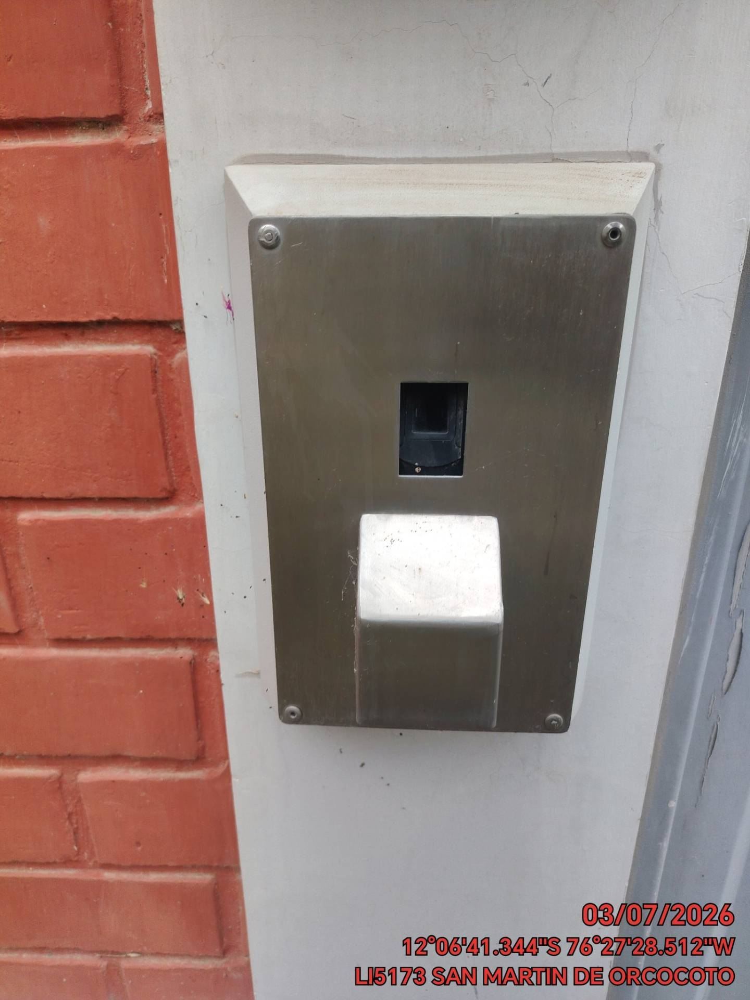 03/07/2026
12°06'41.344"S 76°27'28.512"W
LI5173 SAN MARTIN DE ORCOCOTO